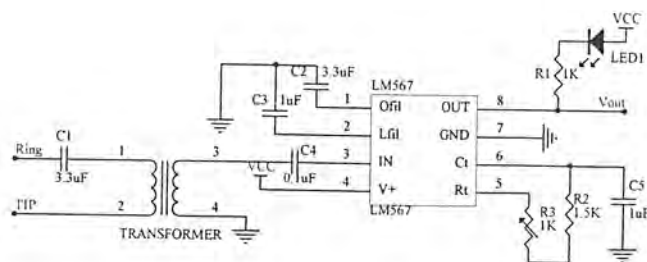 VCC
LED1
R1 1K
C2 3.3uF
LM567
C3 1uF
1 Ofil OUT 8 Vout
2 Lfil GND 7
C1
Ring 1 3 C4 3 IN Ct 6
3.3uF VCC 0.1uF 4 V+ Rt 5
C5
1uF
R2
1.5K
R3
1K
TIP 2 4
LM567
TRANSFORMER